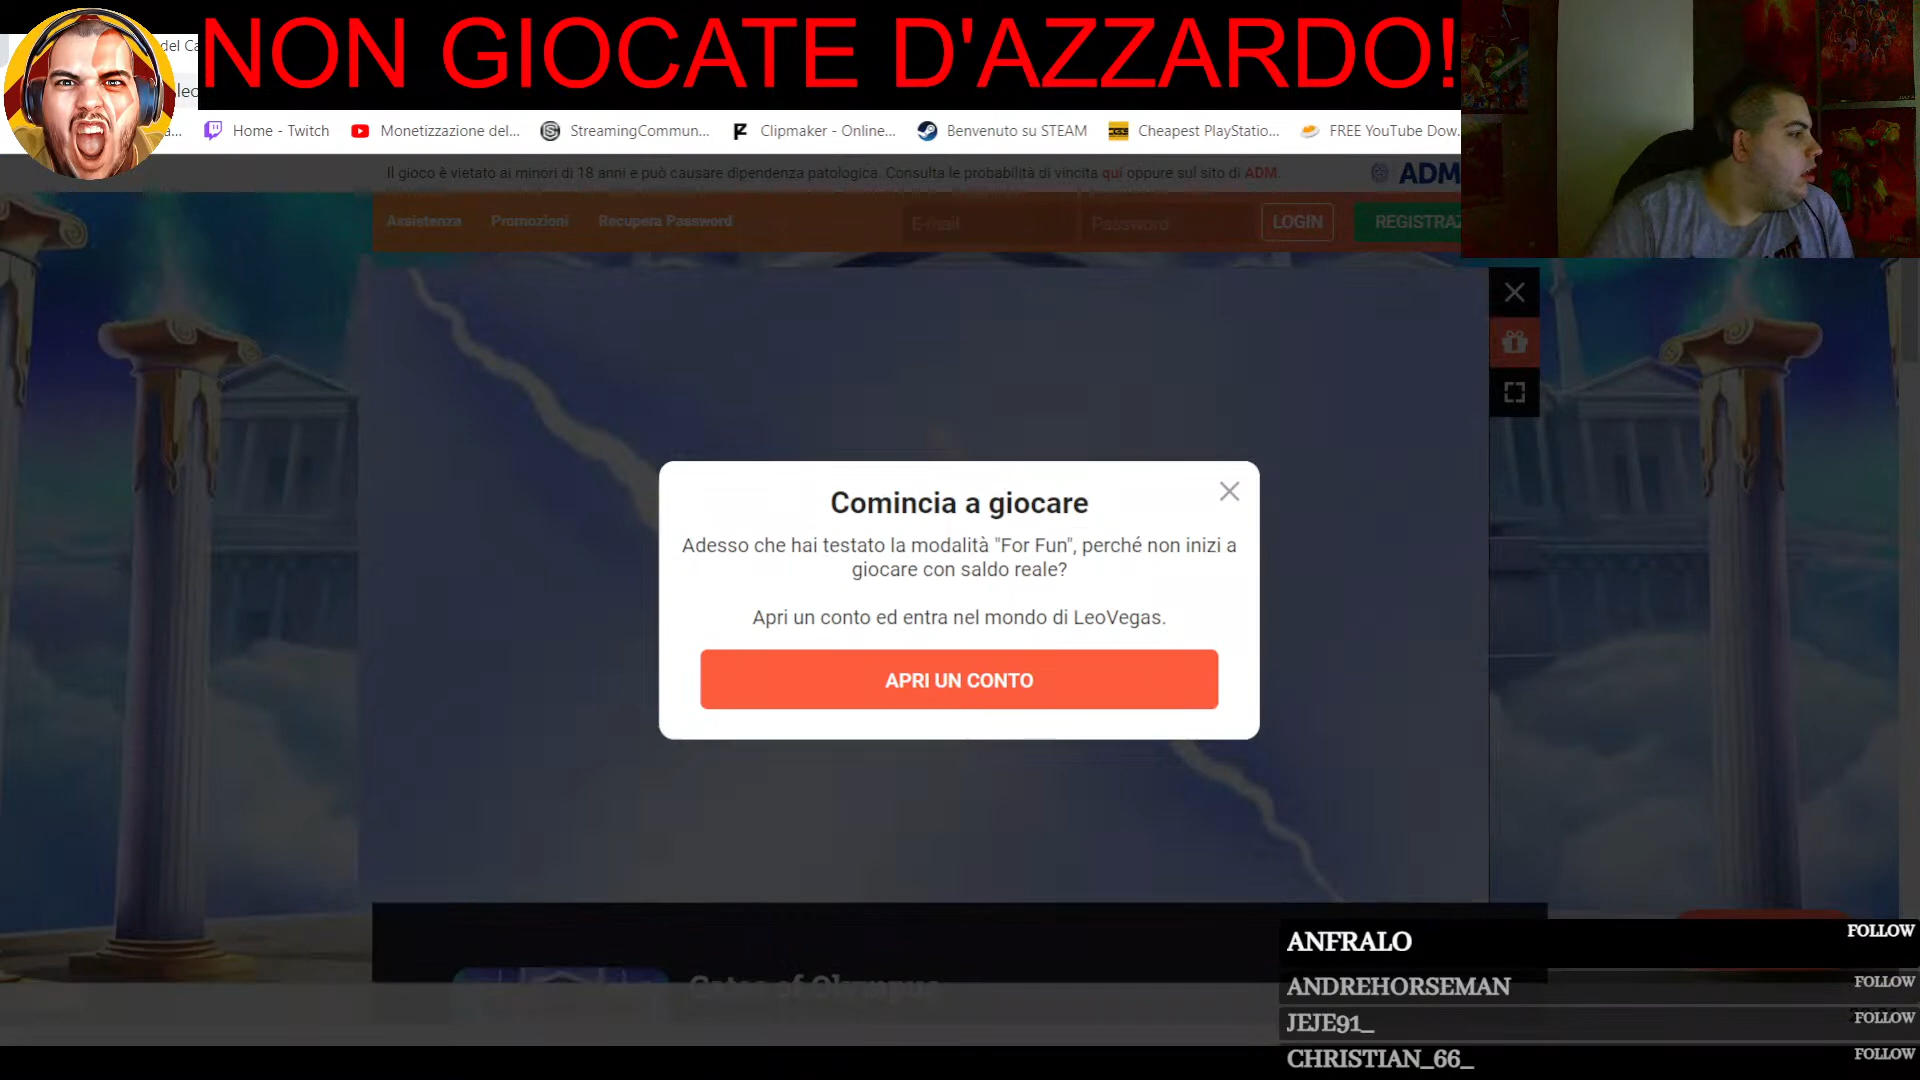 NON GIOCATE D'AZZARDO!
del Ca
leo
a...
Home - Twitch
Monetizzazione del...
StreamingCommun...
Clipmaker - Online...
Benvenuto su STEAM
Cheapest PlayStatio...
FREE YouTube Dow...
Il gioco è vietato ai minori di 18 anni e può causare dipendenza patologica. Consulta le probabilità di vincita qui oppure sul sito di ADM.
ADM
Assistenza
Promozioni
Recupera Password
E-mail
Password
LOGIN
REGISTRAZ
Comincia a giocare
Adesso che hai testato la modalità "For Fun", perché non inizi a
giocare con saldo reale?
Apri un conto ed entra nel mondo di LeoVegas.
APRI UN CONTO
Gates of Olympus
ANFRALO FOLLOW
ANDREHORSEMAN FOLLOW
JEJE91_ FOLLOW
CHRISTIAN_66_ FOLLOW